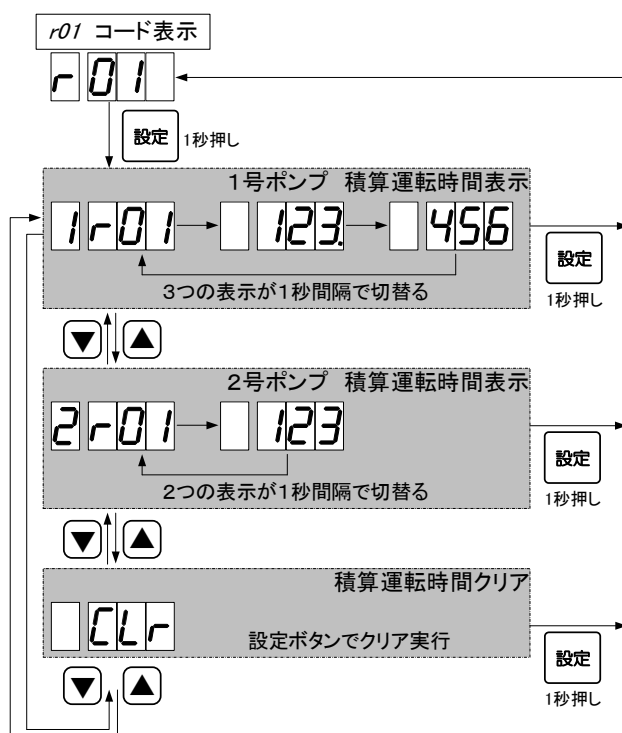 r01 コード表示
r 01
設定 1秒押し
1号ポンプ 積算運転時間表示
1 r01 123. 456
設定
1秒押し
3つの表示が1秒間隔で切替る
▼ ▲
2号ポンプ 積算運転時間表示
2 r01 123
設定
1秒押し
2つの表示が1秒間隔で切替る
▼ ▲
積算運転時間クリア
CLr
設定ボタンでクリア実行
設定
1秒押し
▼ ▲